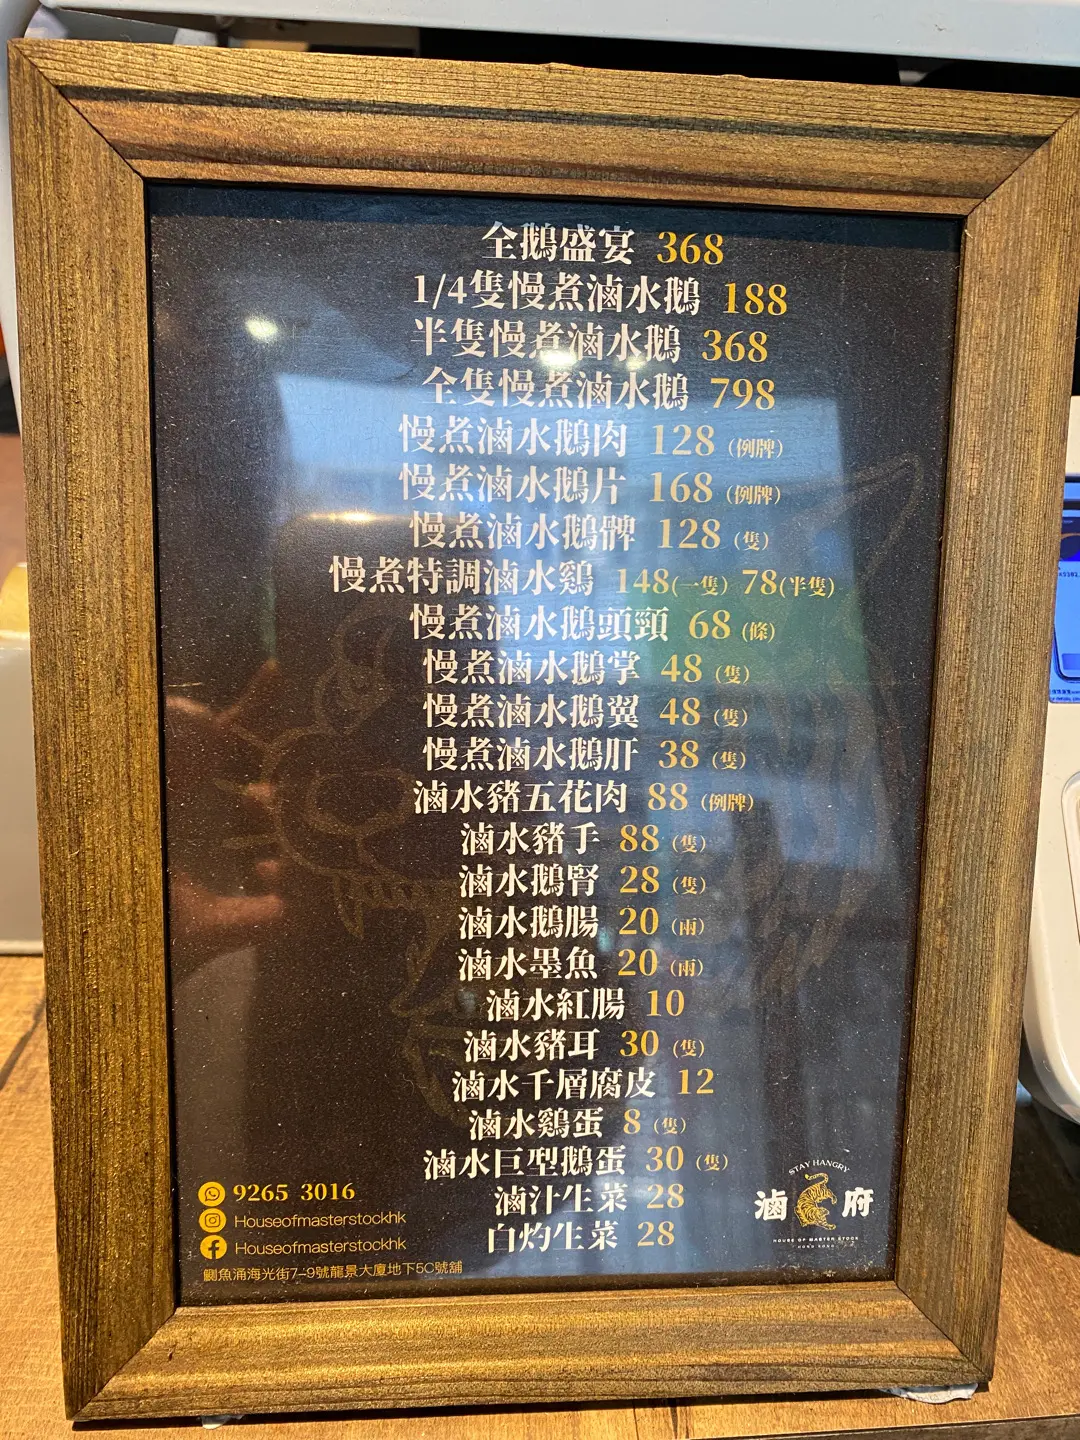 全鵝盛宴 368
1/4隻慢煮滷水鵝 188
半隻慢煮滷水鵝 368
全隻慢煮滷水鵝 798
慢煮滷水鵝肉 128 (例牌)
慢煮滷水鵝片 168 (例牌)
慢煮滷水鵝髀 128 (隻)
慢煮特調滷水鷄 148(一隻) 78(半隻)
慢煮滷水鵝頭頸 68 (條)
慢煮滷水鵝掌 48 (隻)
慢煮滷水鵝翼 48 (隻)
慢煮滷水鵝肝 38 (隻)
滷水豬五花肉 88 (例牌)
滷水豬手 88 (隻)
滷水鵝腎 28 (隻)
滷水鵝腸 20 (兩)
滷水墨魚 20 (兩)
滷水紅腸 10
滷水豬耳 30 (隻)
滷水千層腐皮 12
滷水鷄蛋 8 (隻)
滷水巨型鵝蛋 30 (隻)
滷汁生菜 28
白灼生菜 28
9265 3016
Houseofmasterstockhk
Houseofmasterstockhk
鰂魚涌海光街7-9號龍景大廈地下5C號舖
STAY HANGRY
滷府
HOUSE OF MASTER STOCK
HONG KONG